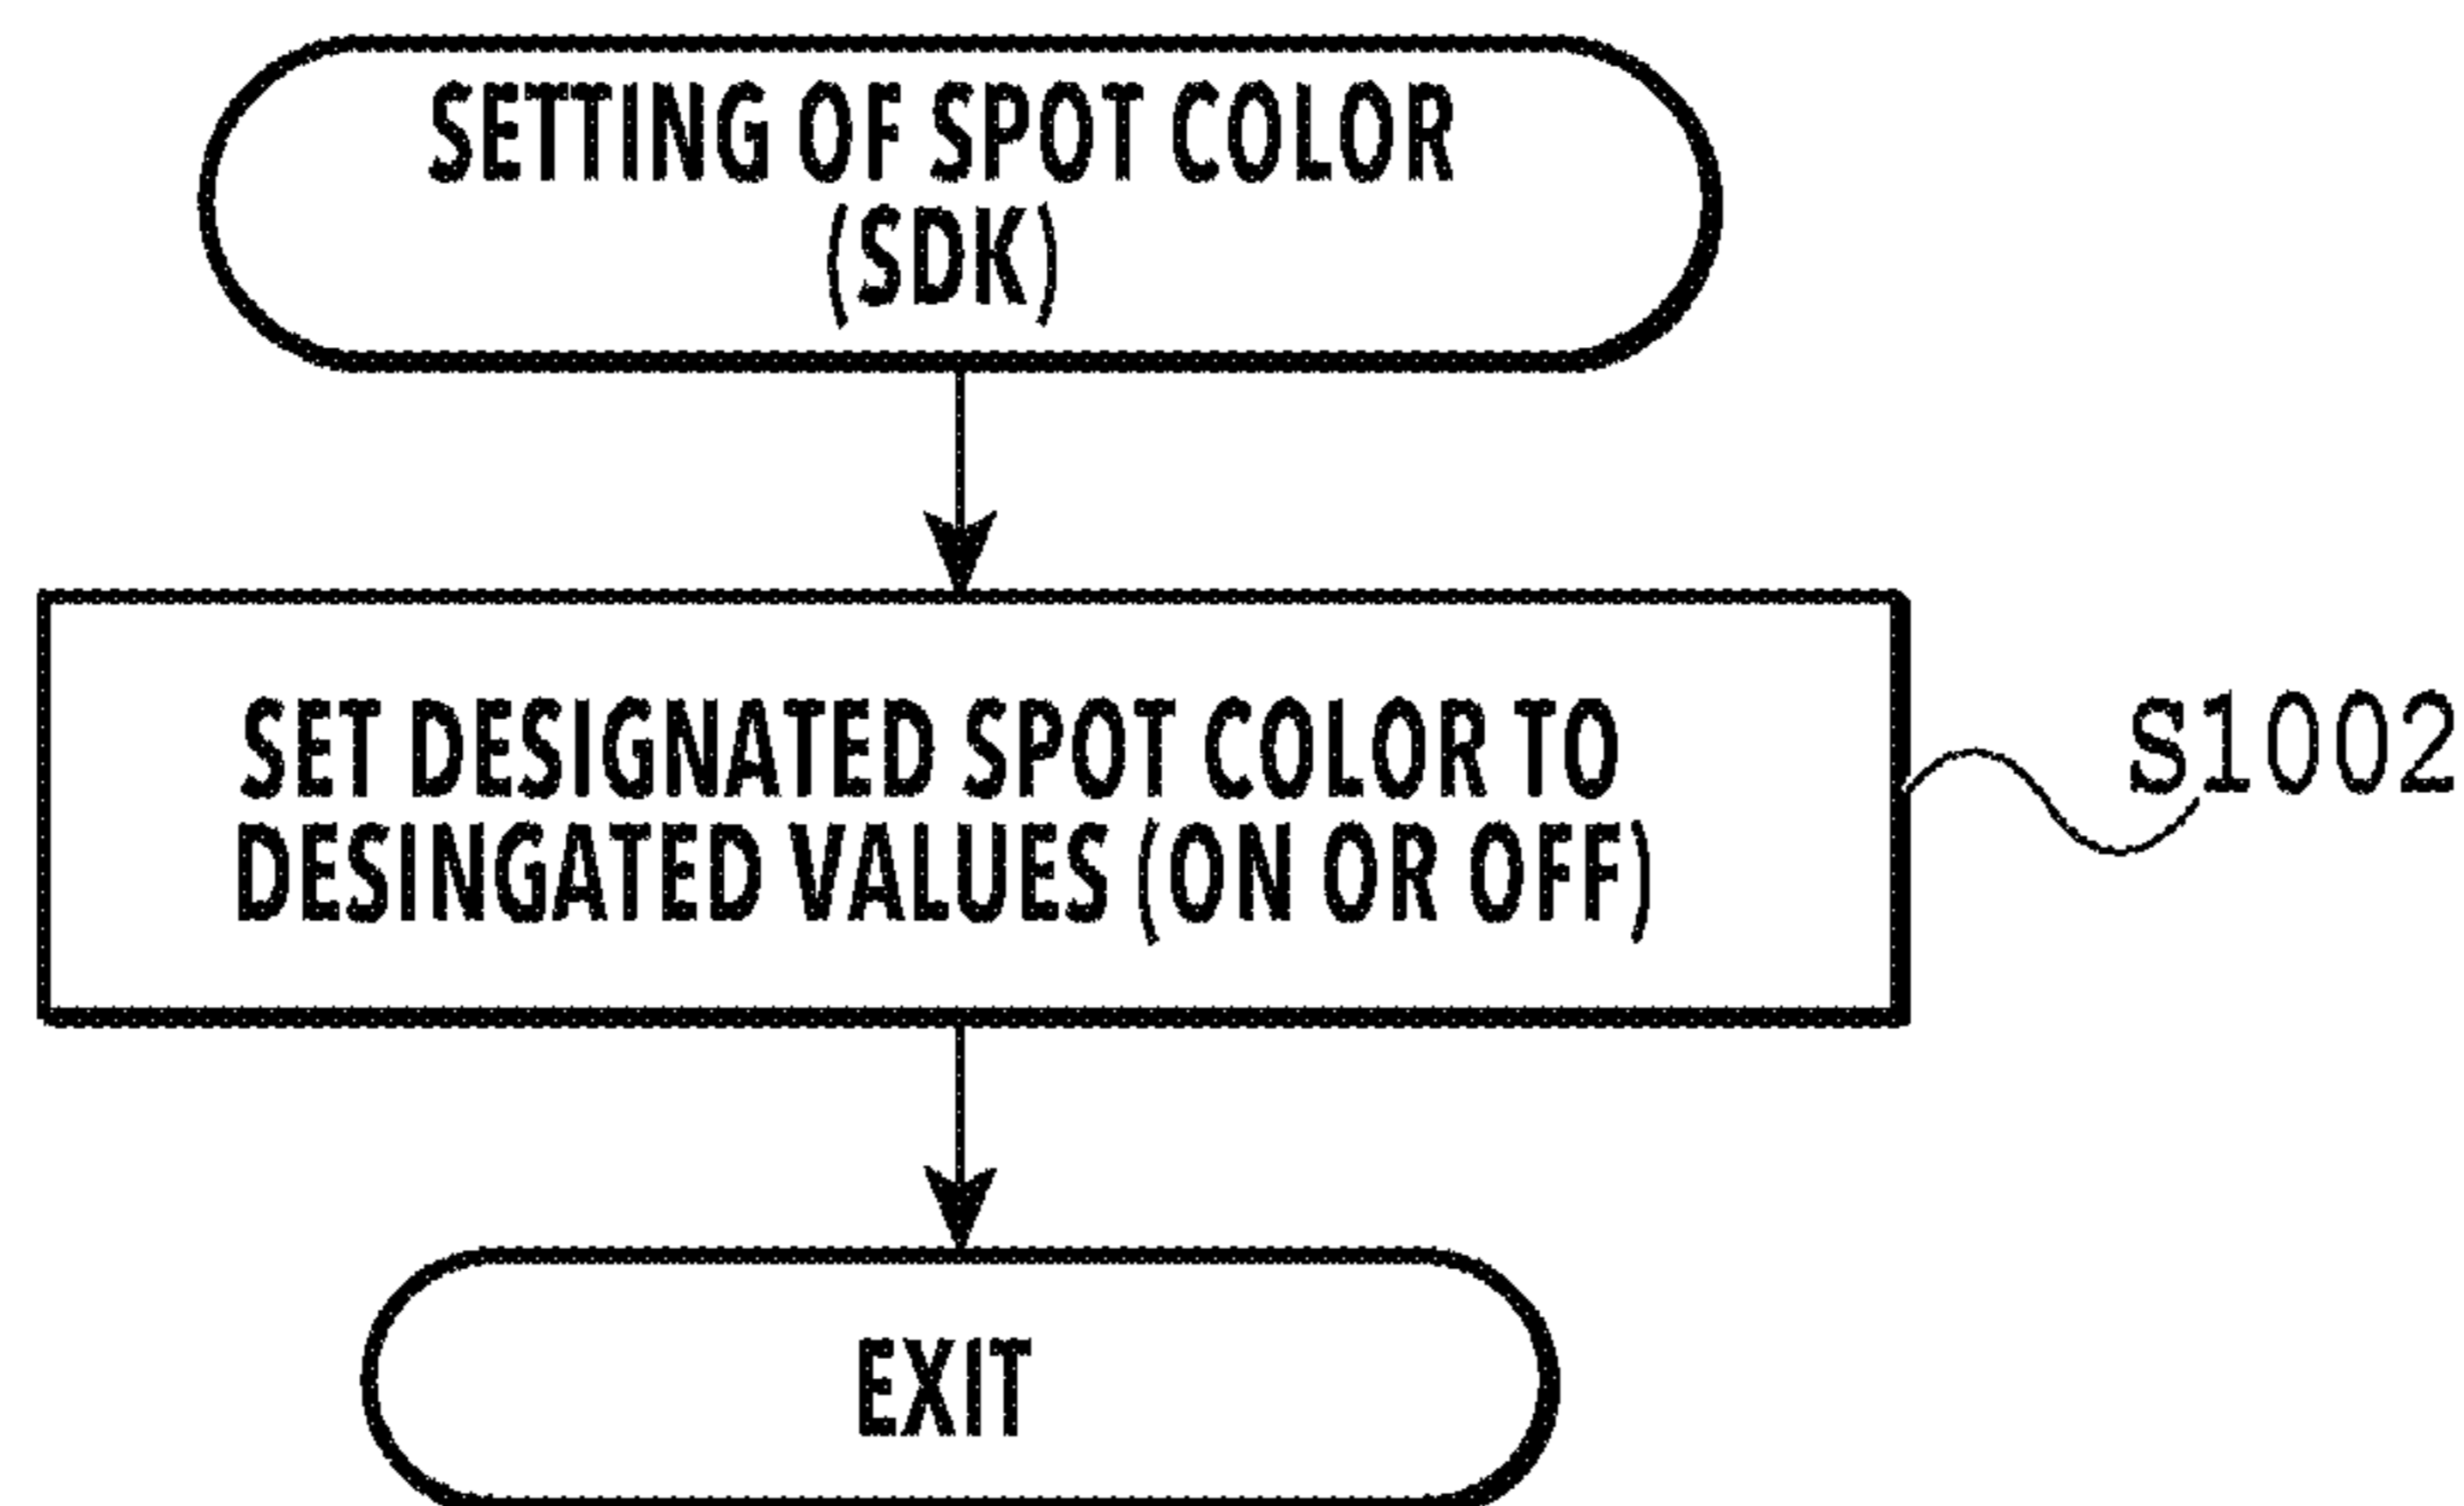 SETTING OF SPOT COLOR
(SDK)
SET DESIGNATED SPOT COLOR TO
DESINGATED VALUES (ON OR OFF)
S1002
EXIT